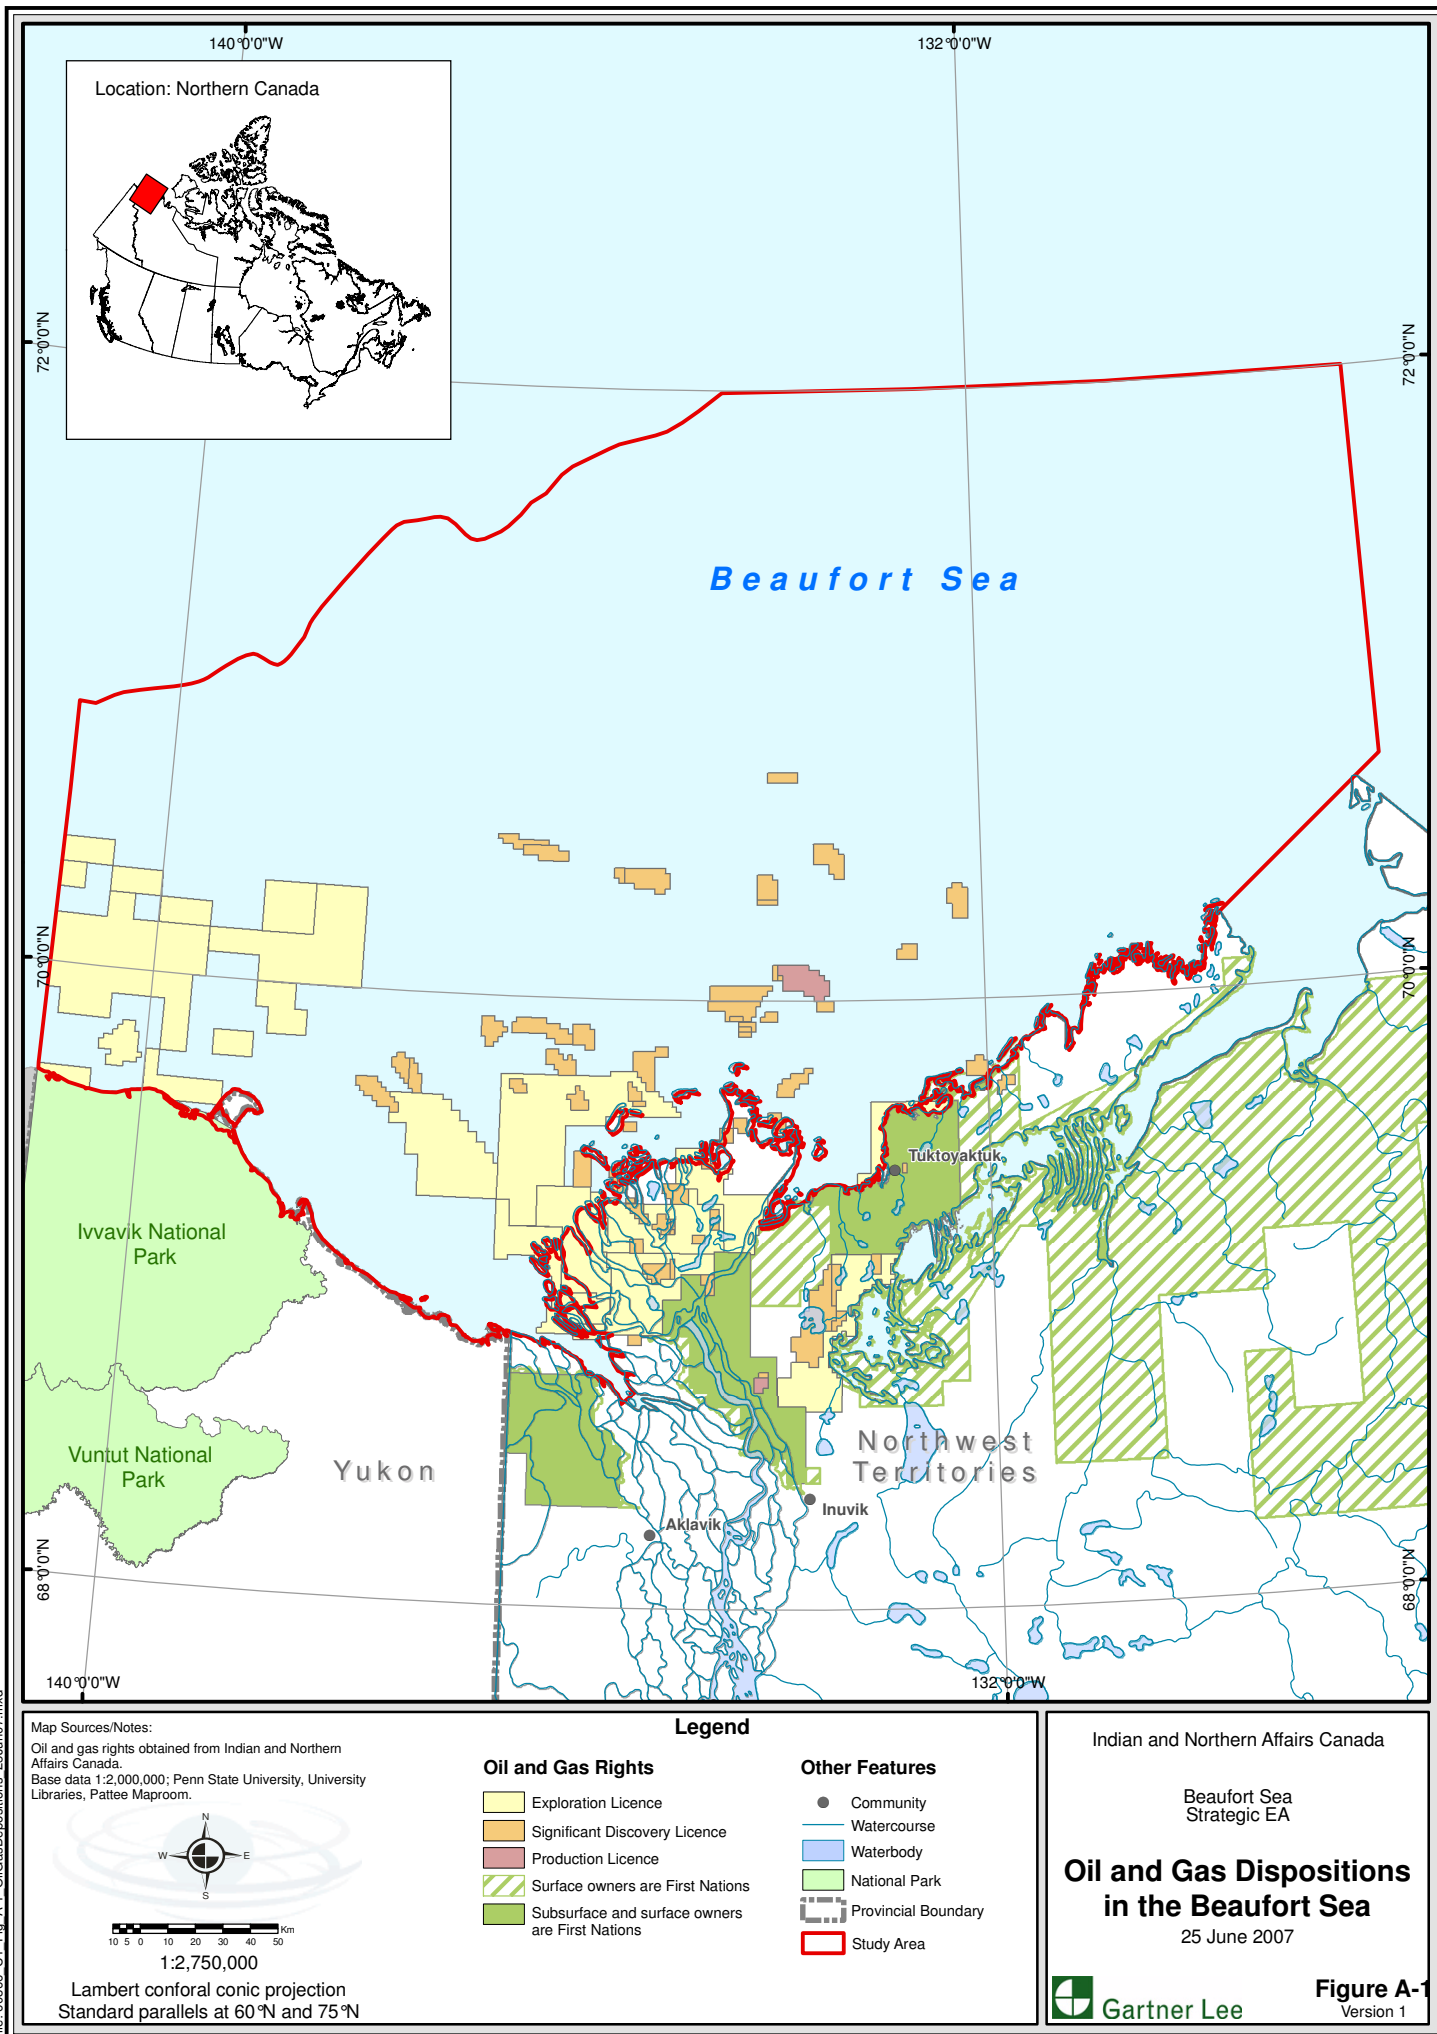 140°0'0"W
132°0'0"W
Location: Northern Canada
72°0'0"N
72°0'0"N
Beaufort Sea
70°0'0"N
70°0'0"N
Tuktoyaktuk
Ivvavik National
Park
Vuntut National
Park
Yukon
Northwest
Territories
Inuvik
Aklavik
68°0'0"N
68°0'0"N
140°0'0"W
132°0'0"W
Map Sources/Notes:
Oil and gas rights obtained from Indian and Northern
Affairs Canada.
Base data 1:2,000,000; Penn State University, University
Libraries, Pattee Maproom.
N
W
E
S
Km
10 5 0 10 20 30 40 50
1:2,750,000
Lambert conforal conic projection
Standard parallels at 60°N and 75°N
Legend
Oil and Gas Rights
Exploration Licence
Significant Discovery Licence
Production Licence
Surface owners are First Nations
Subsurface and surface owners
are First Nations
Other Features
Community
Watercourse
Waterbody
National Park
Provincial Boundary
Study Area
Indian and Northern Affairs Canada
Beaufort Sea
Strategic EA
Oil and Gas Dispositions
in the Beaufort Sea
25 June 2007
Gartner Lee
Figure A-1
Version 1